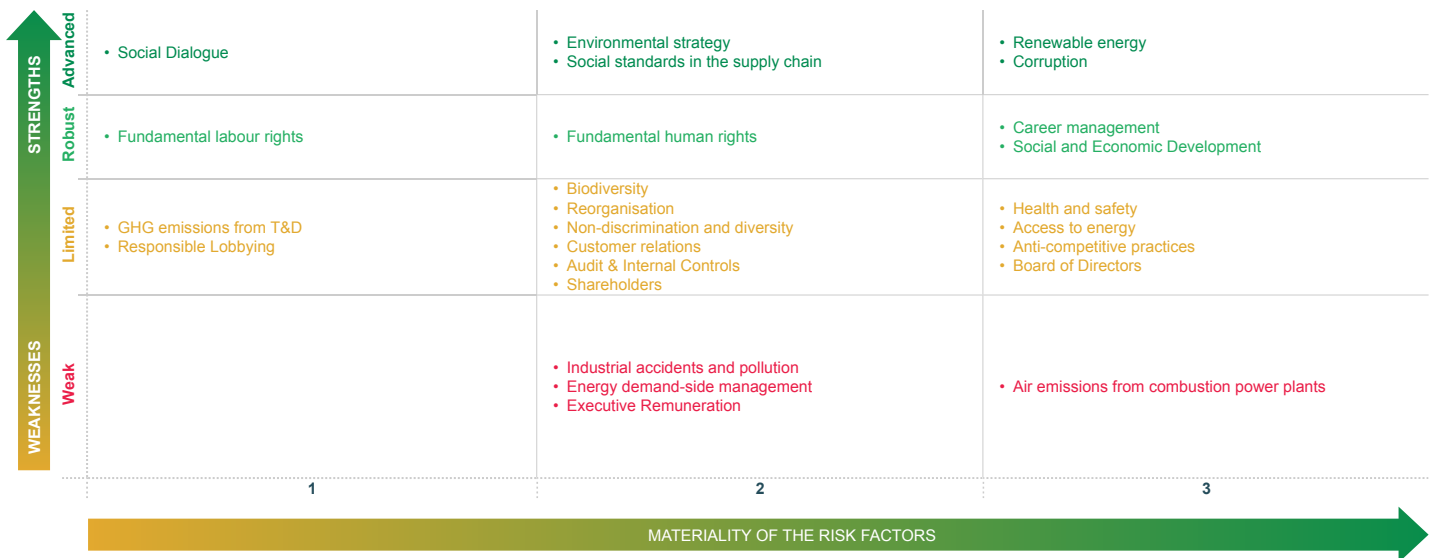 STRENGTHS
WEAKNESSES
Advanced
• Social Dialogue
• Environmental strategy
• Social standards in the supply chain
• Renewable energy
• Corruption
Robust
• Fundamental labour rights
• Fundamental human rights
• Career management
• Social and Economic Development
Limited
• GHG emissions from T&D
• Responsible Lobbying
• Biodiversity
• Reorganisation
• Non-discrimination and diversity
• Customer relations
• Audit & Internal Controls
• Shareholders
• Health and safety
• Access to energy
• Anti-competitive practices
• Board of Directors
Weak
• Industrial accidents and pollution
• Energy demand-side management
• Executive Remuneration
• Air emissions from combustion power plants
1
2
3
MATERIALITY OF THE RISK FACTORS